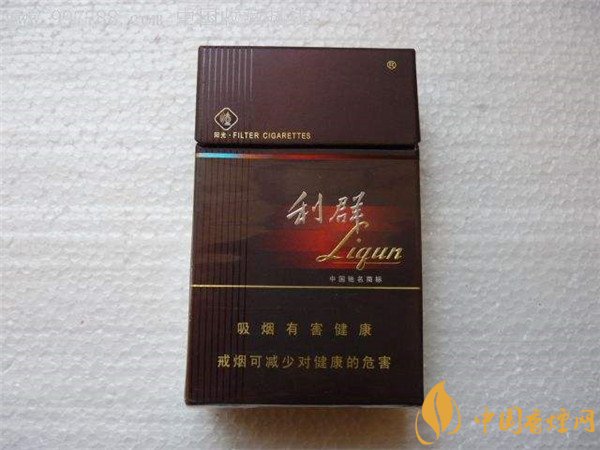 ®
阳光·FILTER CIGARETTES
利群
Liqun
中国驰名商标
吸烟有害健康
戒烟可减少对健康的危害
中国香烟网